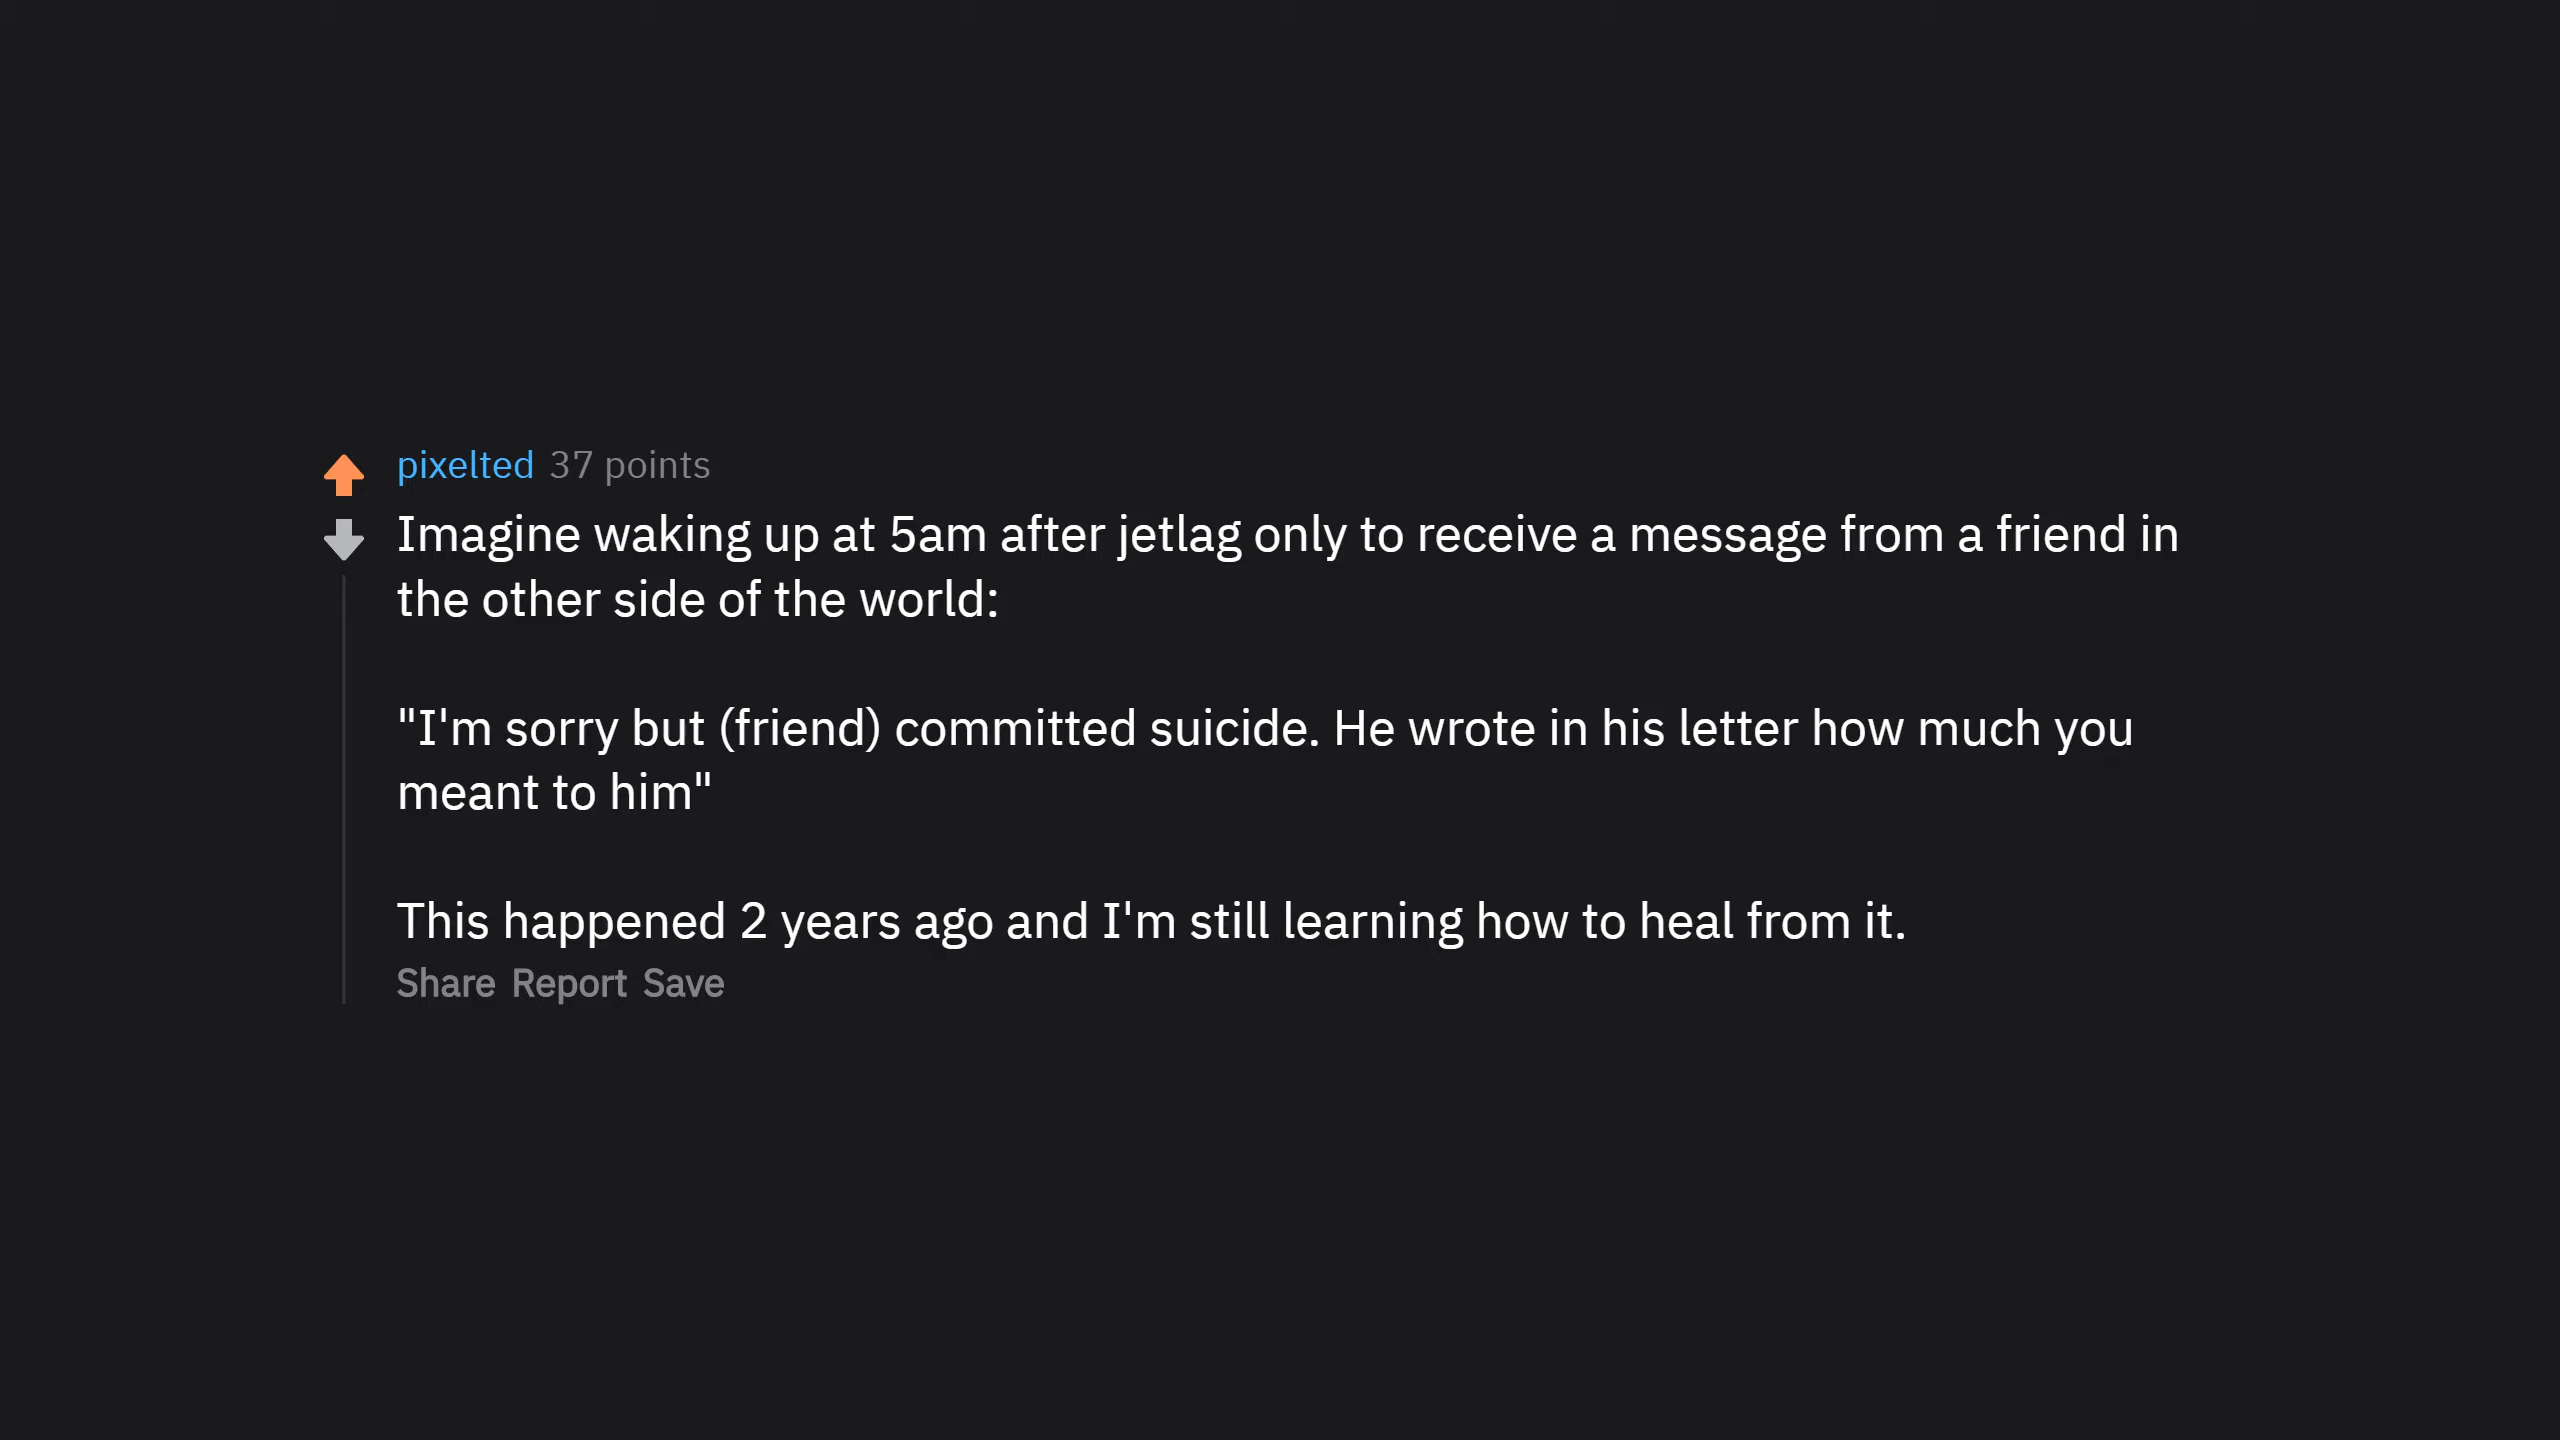 pixelted 37 points
Imagine waking up at 5am after jetlag only to receive a message from a friend in
the other side of the world:
"I'm sorry but (friend) committed suicide. He wrote in his letter how much you
meant to him"
This happened 2 years ago and I'm still learning how to heal from it.
Share Report Save